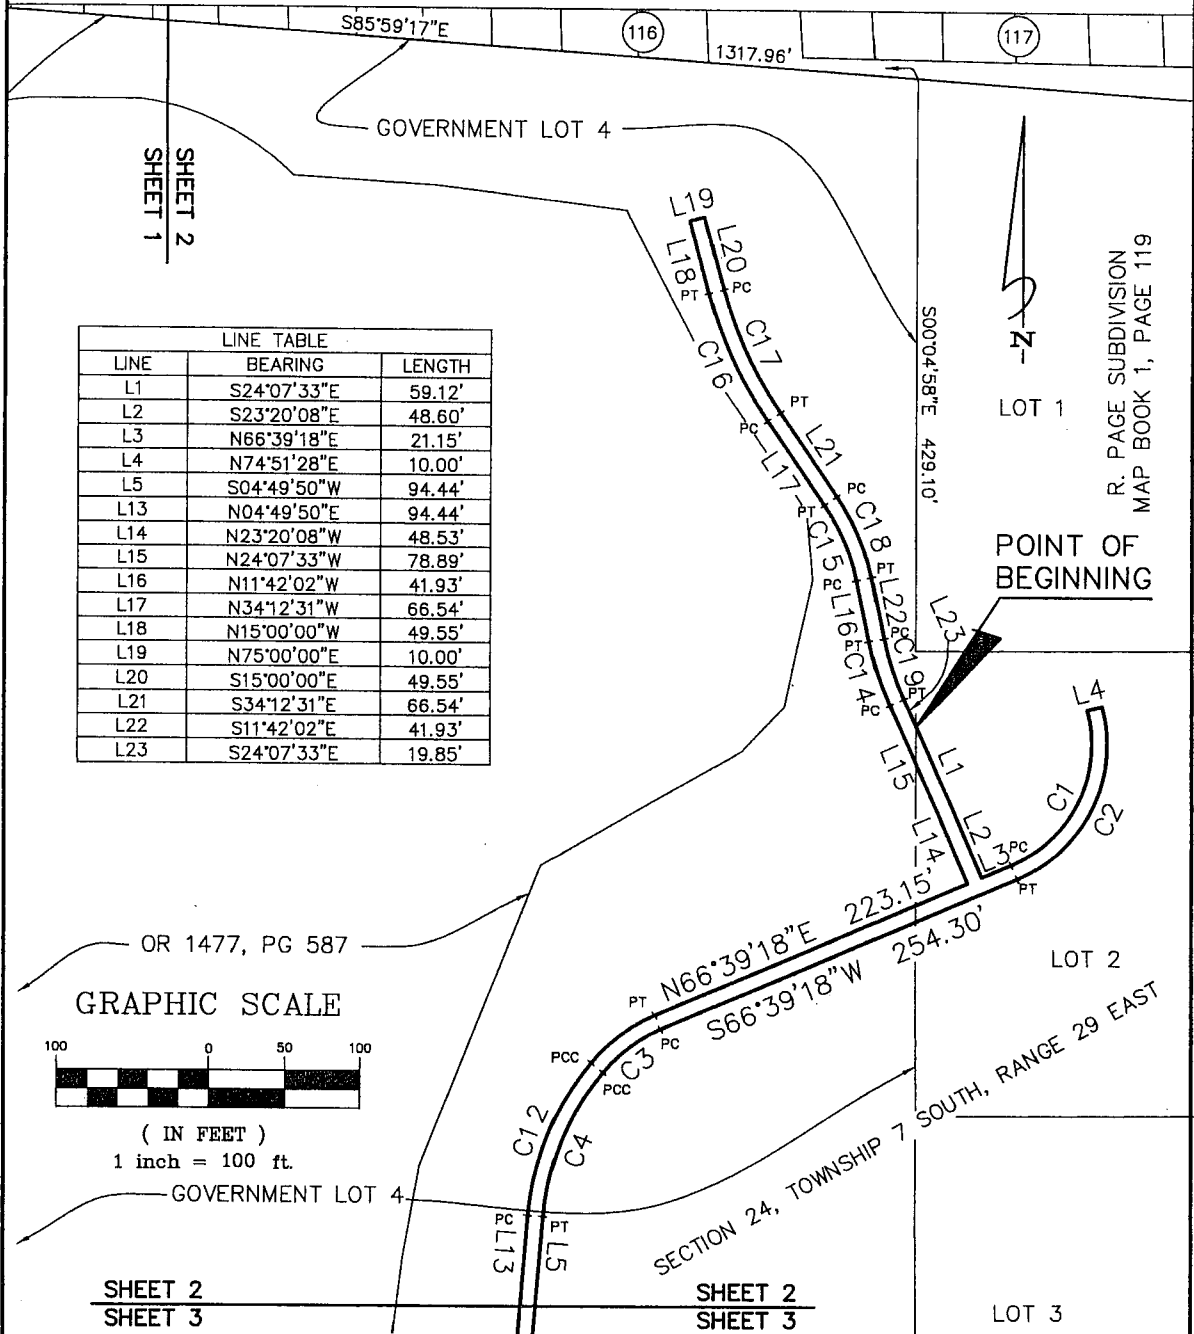 S85°59'17"E
116
1317.96'
117
GOVERNMENT LOT 4
SHEET 2
SHEET 1
L19
L20
L18
PT
PC
C17
C16
PT
PC
L21
L17
PC
PT
C18
C15
PT
PC
L22
L16
PC
PT
C19
C14
PT
PC
L23
S00°04'58"E 429.10'
N
LOT 1
R. PAGE SUBDIVISION
MAP BOOK 1, PAGE 119
POINT OF
BEGINNING
LINE TABLE
LINE BEARING LENGTH
L1 S24°07'33"E 59.12'
L2 S23°20'08"E 48.60'
L3 N66°39'18"E 21.15'
L4 N74°51'28"E 10.00'
L5 S04°49'50"W 94.44'
L13 N04°49'50"E 94.44'
L14 N23°20'08"W 48.53'
L15 N24°07'33"W 78.89'
L16 N11°42'02"W 41.93'
L17 N34°12'31"W 66.54'
L18 N15°00'00"W 49.55'
L19 N75°00'00"E 10.00'
L20 S15°00'00"E 49.55'
L21 S34°12'31"E 66.54'
L22 S11°42'02"E 41.93'
L23 S24°07'33"E 19.85'
L4
L15
L1
C1
C2
L14
L2
L3
PC
PT
N66°39'18"E 223.15'
S66°39'18"W 254.30'
OR 1477, PG 587
LOT 2
GRAPHIC SCALE
100 0 50 100
( IN FEET )
1 inch = 100 ft.
PT
PC
PCC
C3
PCC
C12
C4
GOVERNMENT LOT 4
SECTION 24, TOWNSHIP 7 SOUTH, RANGE 29 EAST
PC
PT
L13
L5
SHEET 2
SHEET 3
SHEET 2
SHEET 3
LOT 3